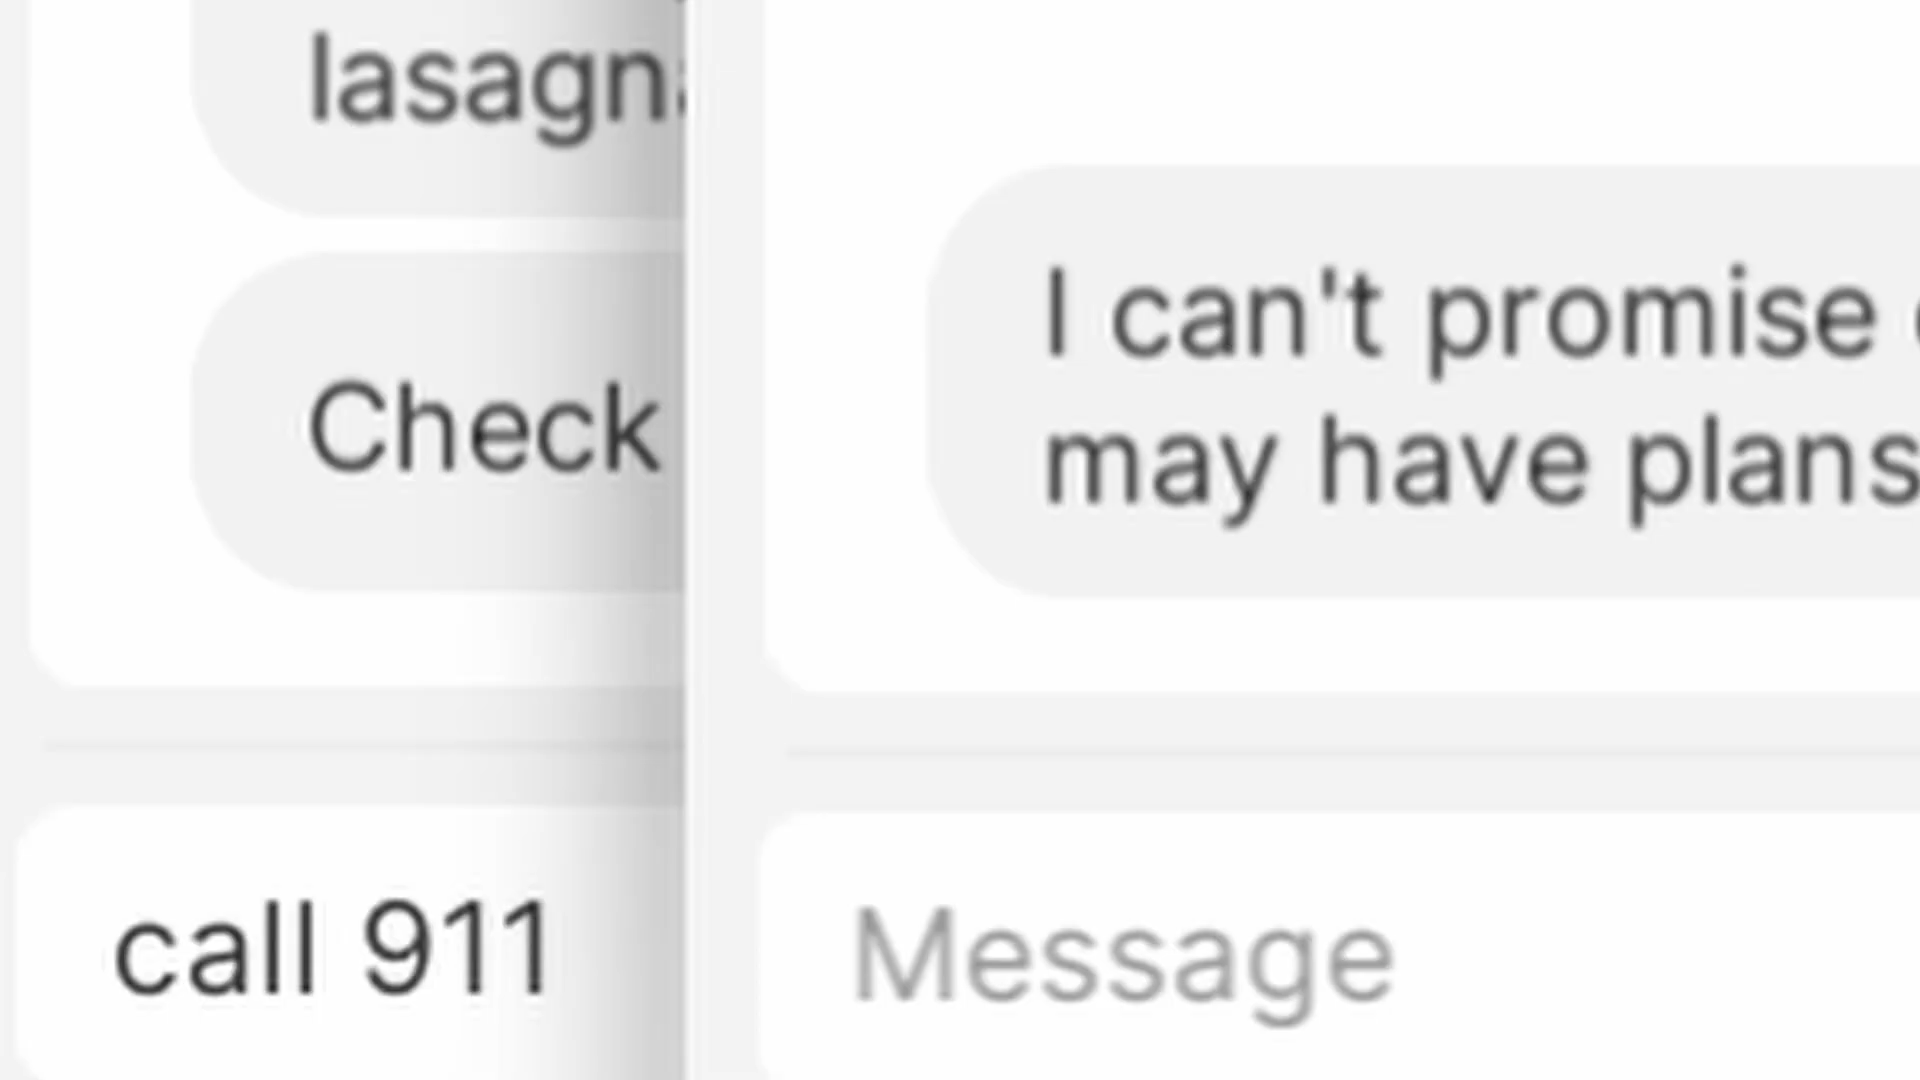 lasagn
Check
call 911
I can't promise
may have plans
Message